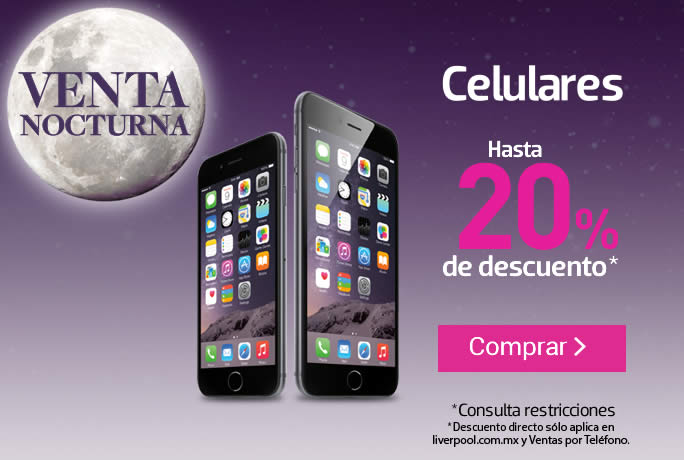 VENTA
NOCTURNA
Celulares
Hasta
20%
de descuento*
Comprar >
*Consulta restricciones
*Descuento directo sólo aplica en
liverpool.com.mx y Ventas por Teléfono.